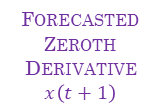 FORECASTED
ZEROTH
DERIVATIVE
x(t + 1)